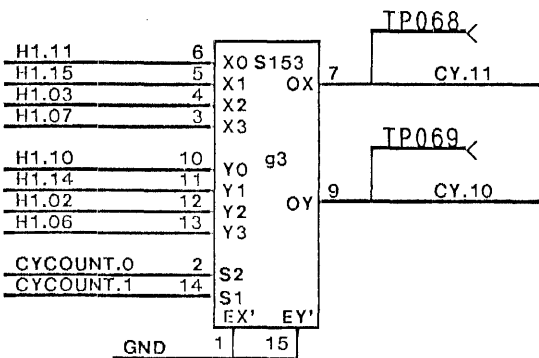 TP068
H1.11 6 X0 S153
H1.15 5 X1 OX 7 CY.11
H1.03 4 X2
H1.07 3 X3
TP069
H1.10 10 Y0 g3
H1.14 11 Y1 9 CY.10
H1.02 12 Y2 OY
H1.06 13 Y3
CYCOUNT.0 2 S2
CYCOUNT.1 14 S1
EX' EY'
GND 1 15